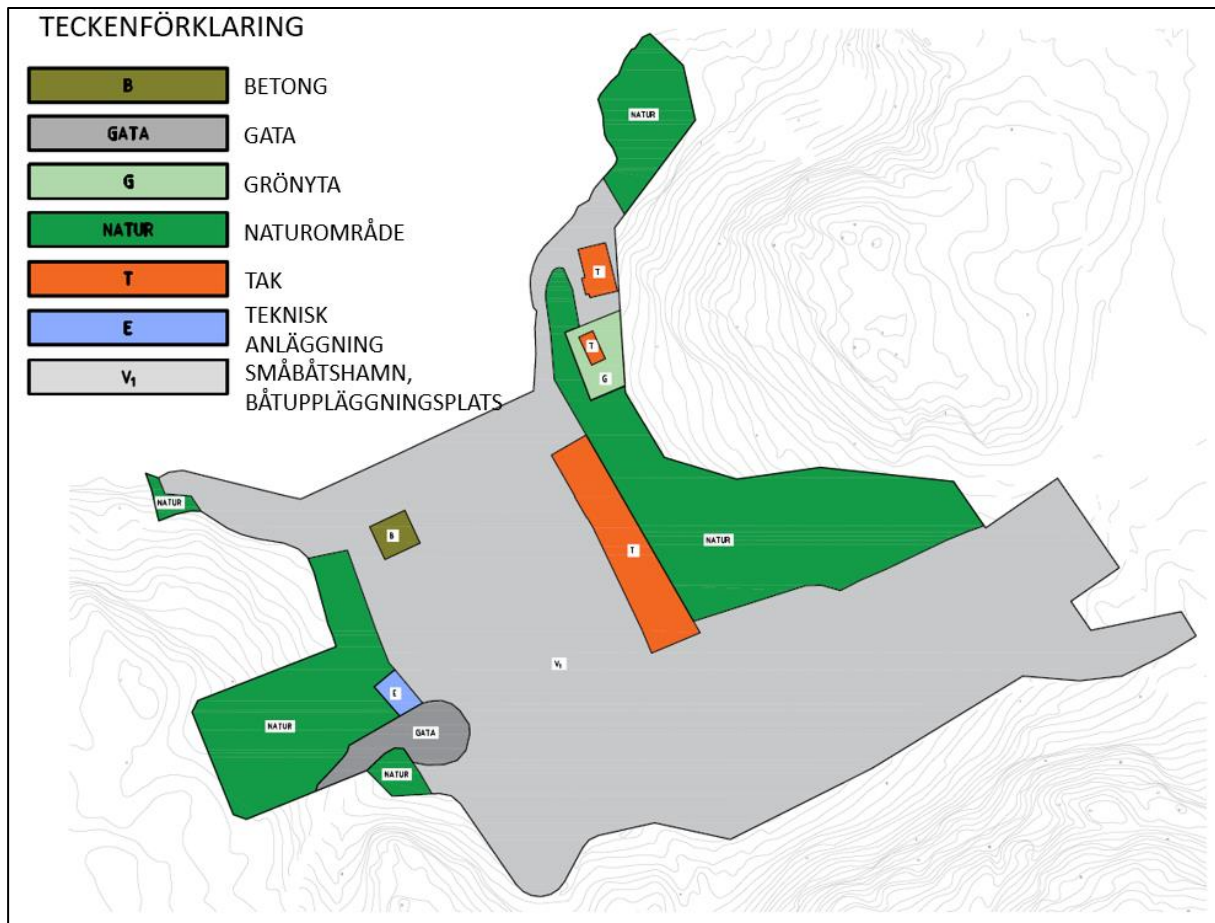 TECKENFÖRKLARING
B BETONG
GATA GATA
G GRÖNYTA
NATUR NATUROMRÅDE
T TAK
E TEKNISK
ANLÄGGNING
V₁ SMÅBÅTSHAMN,
BÅTUPPLÄGGNINGSPLATS
NATUR
T
T
G
NATUR
B
T
NATUR
V₁
E
NATUR
GATA
NATUR